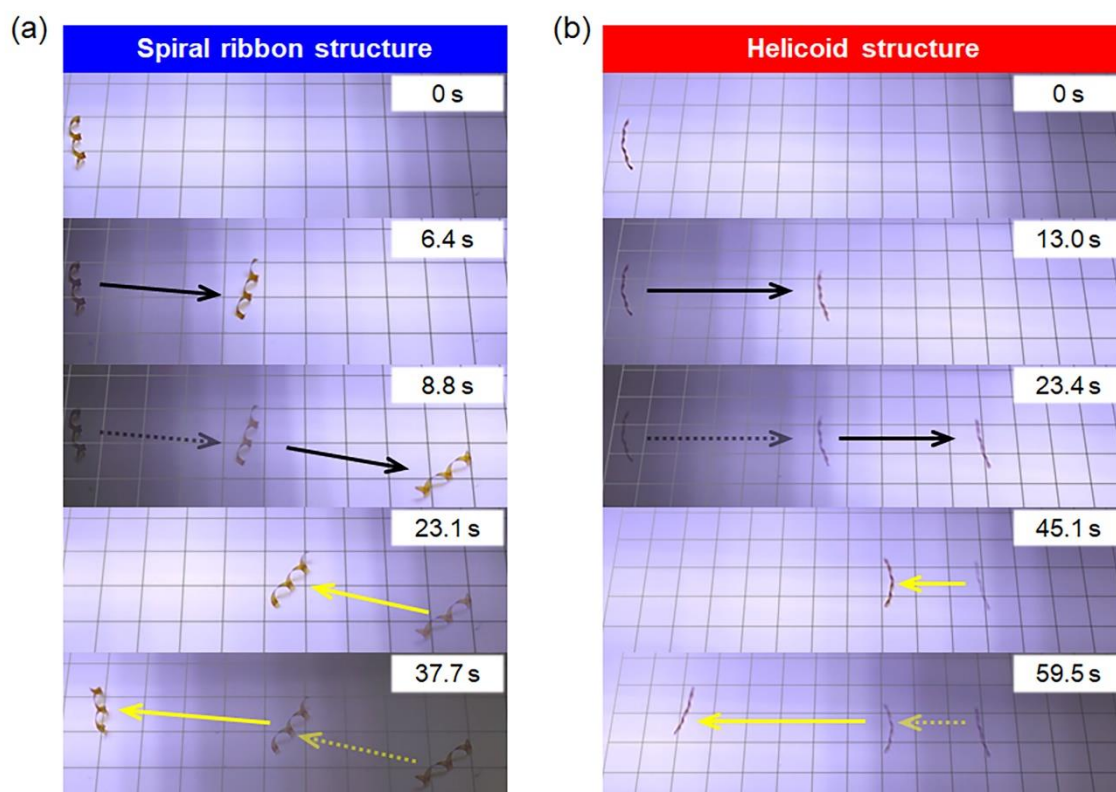 (a)
Spiral ribbon structure
0 s
6.4 s
8.8 s
23.1 s
37.7 s
(b)
Helicoid structure
0 s
13.0 s
23.4 s
45.1 s
59.5 s